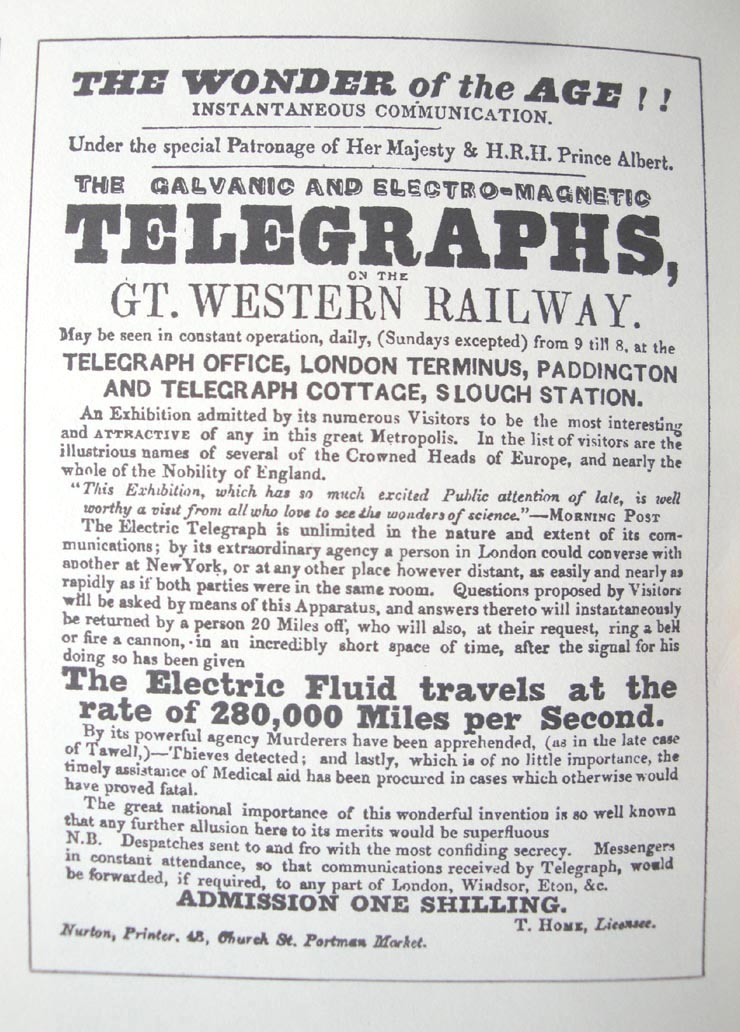 THE WONDER of the AGE !!
INSTANTANEOUS COMMUNICATION.
Under the special Patronage of Her Majesty & H.R.H. Prince Albert.
THE GALVANIC AND ELECTRO-MAGNETIC
TELEGRAPHS,
ON THE
GT. WESTERN RAILWAY.
May be seen in constant operation, daily, (Sundays excepted) from 9 till 8, at the
TELEGRAPH OFFICE, LONDON TERMINUS, PADDINGTON
AND TELEGRAPH COTTAGE, SLOUGH STATION.
An Exhibition admitted by its numerous Visitors to be the most interesting
and ATTRACTIVE of any in this great Metropolis. In the list of visitors are the
illustrious names of several of the Crowned Heads of Europe, and nearly the
whole of the Nobility of England.
"This Exhibition, which has so much excited Public attention of late, is well
worthy a visit from all who love to see the wonders of science."—MORNING POST
The Electric Telegraph is unlimited in the nature and extent of its com-
munications; by its extraordinary agency a person in London could converse with
another at New York, or at any other place however distant, as easily and nearly as
rapidly as if both parties were in the same room. Questions proposed by Visitors
will be asked by means of this Apparatus, and answers thereto will instantaneously
be returned by a person 20 Miles off, who will also, at their request, ring a bell
or fire a cannon, in an incredibly short space of time, after the signal for his
doing so has been given
The Electric Fluid travels at the
rate of 280,000 Miles per Second.
By its powerful agency Murderers have been apprehended, (as in the late case
of Tawell,)—Thieves detected; and lastly, which is of no little importance, the
timely assistance of Medical aid has been procured in cases which otherwise would
have proved fatal.
The great national importance of this wonderful invention is so well known
that any further allusion here to its merits would be superfluous
N.B. Despatches sent to and fro with the most confiding secrecy. Messengers
in constant attendance, so that communications received by Telegraph, would
be forwarded, if required, to any part of London, Windsor, Eton, &c.
ADMISSION ONE SHILLING.
T. HOME, Licensee.
Nurton, Printer, 48, Church St. Portman Market.